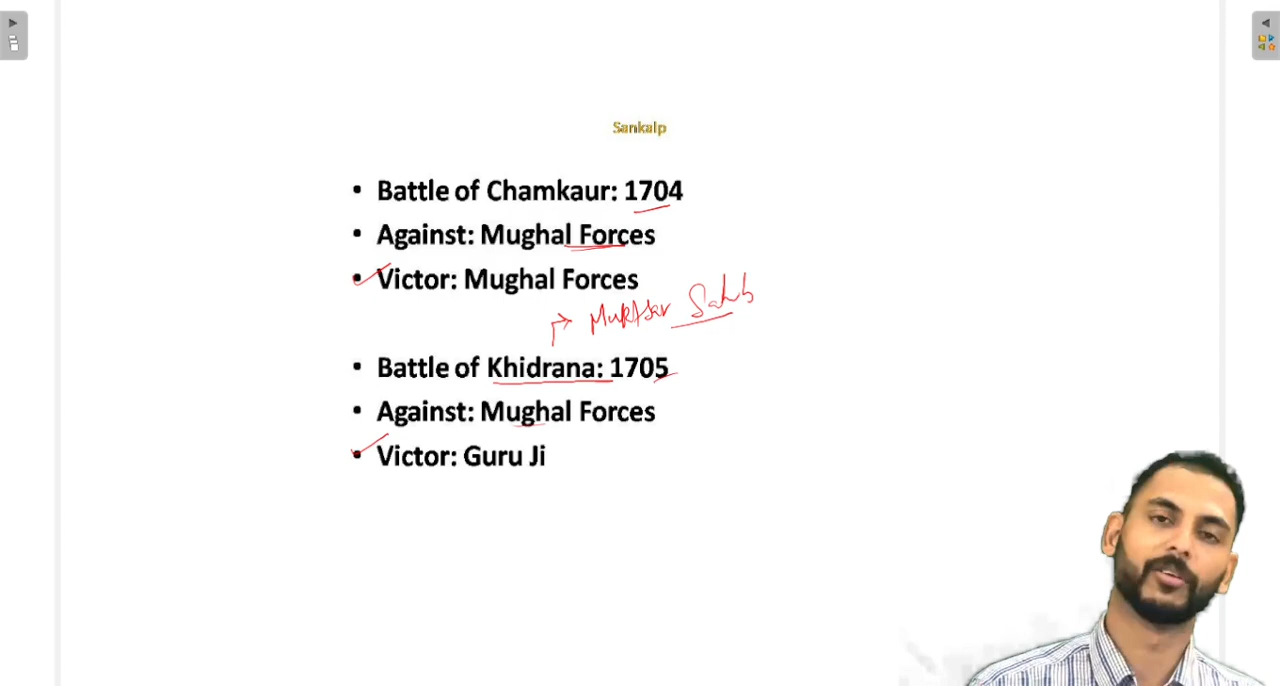 Sankalp
• Battle of Chamkaur: 1704
• Against: Mughal Forces
• Victor: Mughal Forces
Muktsar Sahib
• Battle of Khidrana: 1705
• Against: Mughal Forces
• Victor: Guru Ji